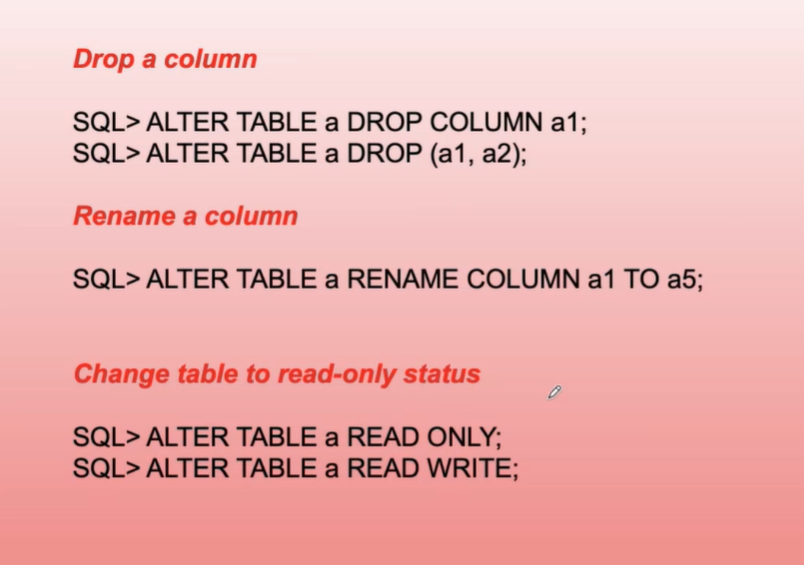 Drop a column
SQL> ALTER TABLE a DROP COLUMN a1;
SQL> ALTER TABLE a DROP (a1, a2);
Rename a column
SQL> ALTER TABLE a RENAME COLUMN a1 TO a5;
Change table to read-only status
SQL> ALTER TABLE a READ ONLY;
SQL> ALTER TABLE a READ WRITE;